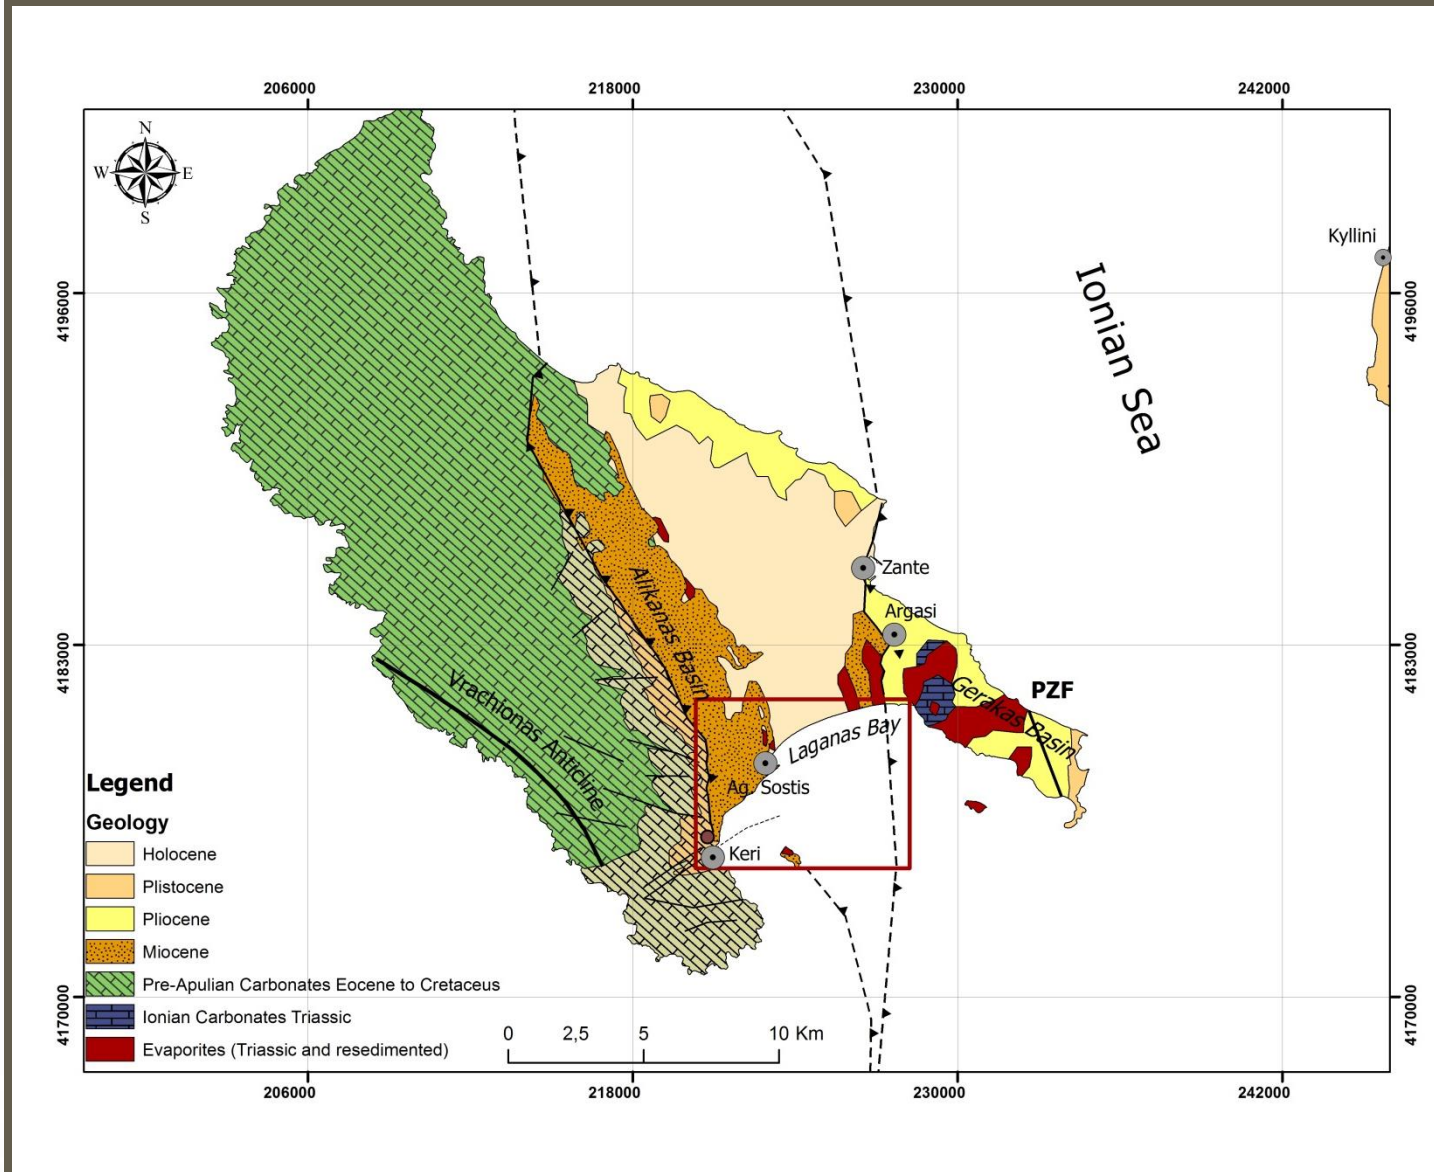 206000
218000
230000
242000
N
W E
S
Kyllini
4196000
4196000
Ionian Sea
Zante
Alikanas Basin
Argasi
4183000
4183000
Vrachionas Anticline
Gerakas Basin
PZF
Laganas Bay
Ag. Sostis
Keri
Legend
Geology
Holocene
Plistocene
Pliocene
Miocene
Pre-Apulian Carbonates Eocene to Cretaceus
Ionian Carbonates Triassic
Evaporites (Triassic and resedimented)
0 2,5 5 10 Km
4170000
4170000
206000
218000
230000
242000